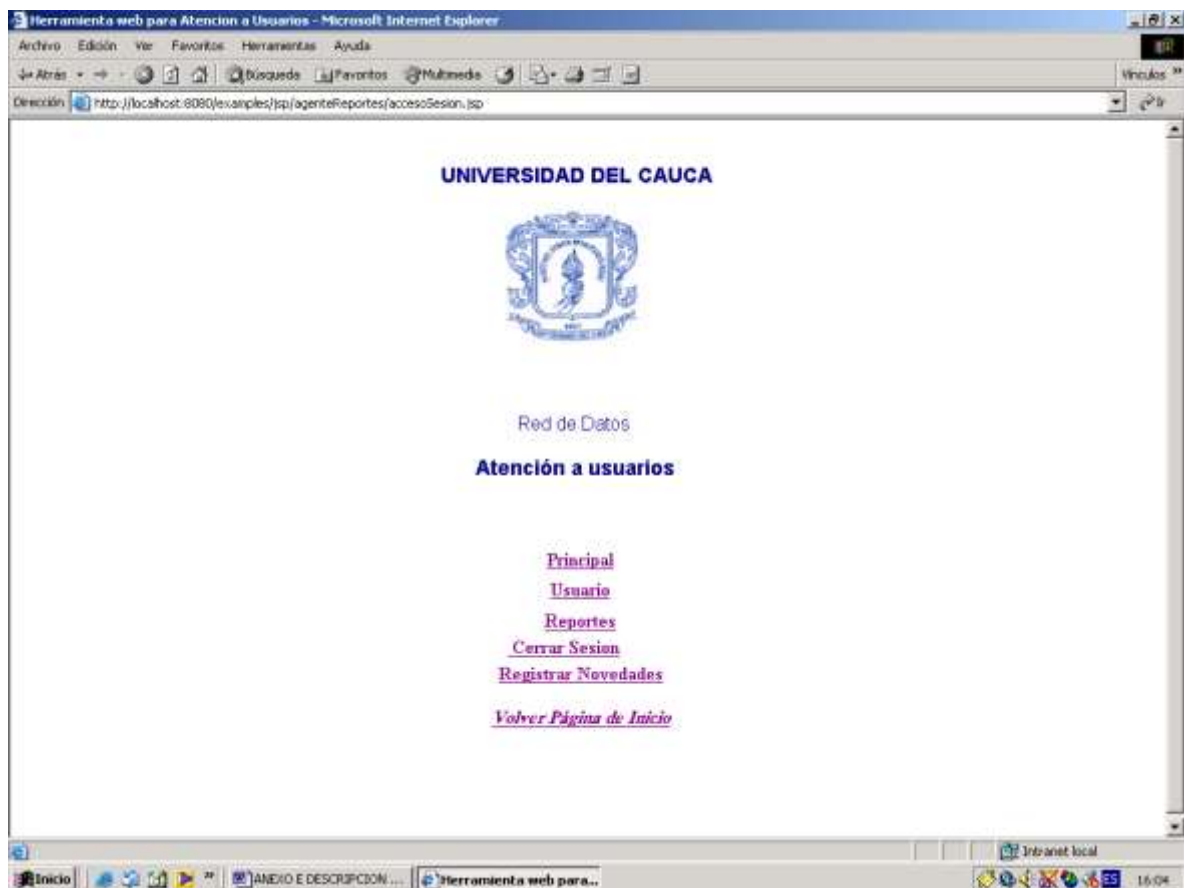 Herramienta web para Atencion a Usuarios - Microsoft Internet Explorer
Archivo Edición Ver Favoritos Herramientas Ayuda
Atrás Búsqueda Favoritos Multimedia Vínculos »
Dirección http://localhost:8080/examples/jsp/agenteReportes/accesoSesion.jsp Ir
UNIVERSIDAD DEL CAUCA
Red de Datos
Atención a usuarios
Principal
Usuario
Reportes
Cerrar Sesion
Registrar Novedades
Volver Página de Inicio
Intranet local
Inicio » ANEXO E DESCRIPCION ... Herramienta web para... ES 16:04